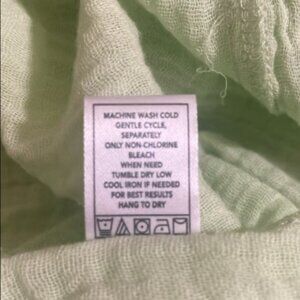 MACHINE WASH COLD
GENTLE CYCLE,
SEPARATELY
ONLY NON-CHLORINE
BLEACH
WHEN NEED
TUMBLE DRY LOW
COOL IRON IF NEEDED
FOR BEST RESULTS
HANG TO DRY